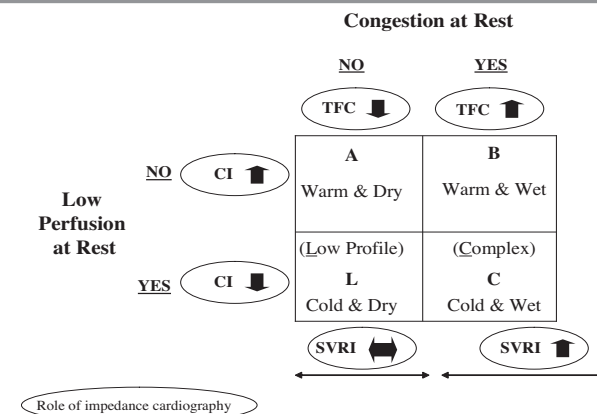 Congestion at Rest
NO YES
TFC TFC
A B
NO CI
Warm & Dry Warm & Wet
Low
Perfusion
at Rest
(Low Profile) (Complex)
YES CI L C
Cold & Dry Cold & Wet
SVRI SVRI
Role of impedance cardiography